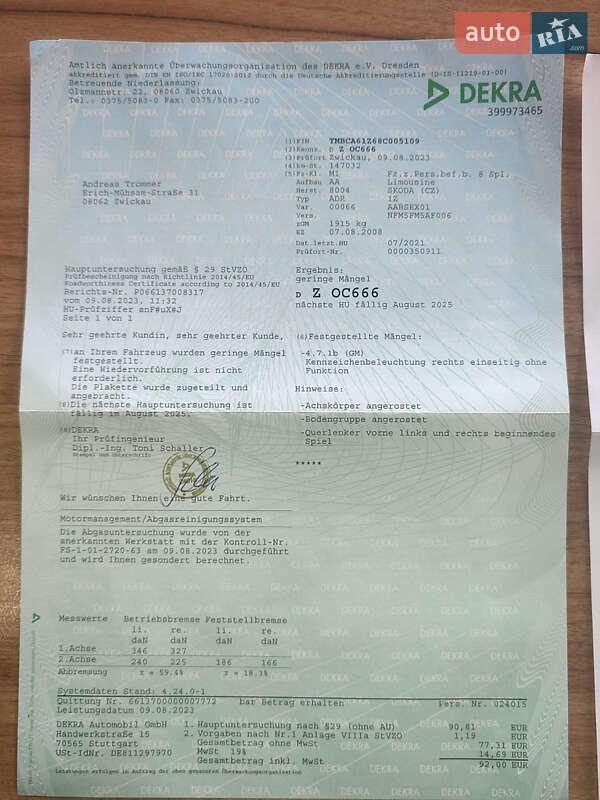 auto RIA .com
Amtlich anerkannte Überwachungsorganisation des DEKRA e.V. Dresden
akkreditiert gem. DIN EN ISO/IEC 17020:2012 durch die Deutsche Akkreditierungsstelle (D-IS-11219-01-00)
Betreuende Niederlassung:
Olzmannstr. 22, 08060 Zwickau
Tel.: 0375/5083-0 Fax: 0375/5083-200
DEKRA
399973465
(1) FIN TMBCA61Z68C005109
(2) Kennz. D Z OC666
(3) Prüfort Zwickau, 09.08.2023
(4) km-St. 147032
(5) Fz-Kl. M1 Fz.z.Pers.bef.b. 8 Spl.
Aufbau AA Limousine
Herst. 8004 SKODA (CZ)
Typ ADR 1Z
Var. 00066 AABSEX01
Vers. NFM5FM5AF006
zGM 1915 kg
EZ 07.08.2008
Dat.letzt.HU 07/2021
Prüfort-Nr. 0000350911
Andreas Trommer
Erich-Mühsam-Straße 31
08062 Zwickau
Hauptuntersuchung gemäß § 29 StVZO
Prüfbescheinigung nach Richtlinie 2014/45/EU
Roadworthiness Certificate according to 2014/45/EU
Berichts-Nr. P066137008317
vom 09.08.2023, 11:32
HU-Prüfziffer snF#uX#J
Seite 1 von 1
Ergebnis:
geringe Mängel
D Z OC666
nächste HU fällig August 2025
Sehr geehrte Kundin, sehr geehrter Kunde,
(7) an Ihrem Fahrzeug wurden geringe Mängel
festgestellt.
Eine Wiedervorführung ist nicht
erforderlich.
Die Plakette wurde zugeteilt und
angebracht.
(8) Die nächste Hauptuntersuchung ist
fällig im August 2025.
(9) DEKRA
Ihr Prüfingenieur
Dipl.-Ing. Toni Schaller
Stempel und Unterschrift
(6) Festgestellte Mängel:
-4.7.1b (GM)
Kennzeichenbeleuchtung rechts einseitig ohne
Funktion
Hinweise:
-Achskörper angerostet
-Bodengruppe angerostet
-Querlenker vorne links und rechts beginnendes
Spiel
*****
Wir wünschen Ihnen eine gute Fahrt.
Motormanagement/Abgasreinigungssystem
Die Abgasuntersuchung wurde von der
anerkannten Werkstatt mit der Kontroll-Nr.
FS-1-01-2720-63 am 09.08.2023 durchgeführt
und wird Ihnen gesondert berechnet.
Messwerte Betriebsbremse Feststellbremse
li. re. li. re.
daN daN daN daN
1.Achse 346 327
2.Achse 240 225 186 166
Abbremsung z = 59.4% z = 18.3%
Systemdaten Stand: 4.24.0-1
Quittung Nr. 6613700000007772 bar Betrag erhalten Pers. Nr. 024015
Leistungsdatum 09.08.2023
DEKRA Automobil GmbH 1. Hauptuntersuchung nach §29 (ohne AU) 90,81 EUR
Handwerkstraße 15 2. Vorgaben nach Nr.1 Anlage VIIIa StVZO 1,19 EUR
70565 Stuttgart Gesamtbetrag ohne MwSt 77,31 EUR
USt-IdNr. DE811297970 MwSt 19% 14,69 EUR
Gesamtbetrag inkl. MwSt 92,00 EUR
Leistungen erfolgen im Auftrag der oben genannten Überwachungsorganisation